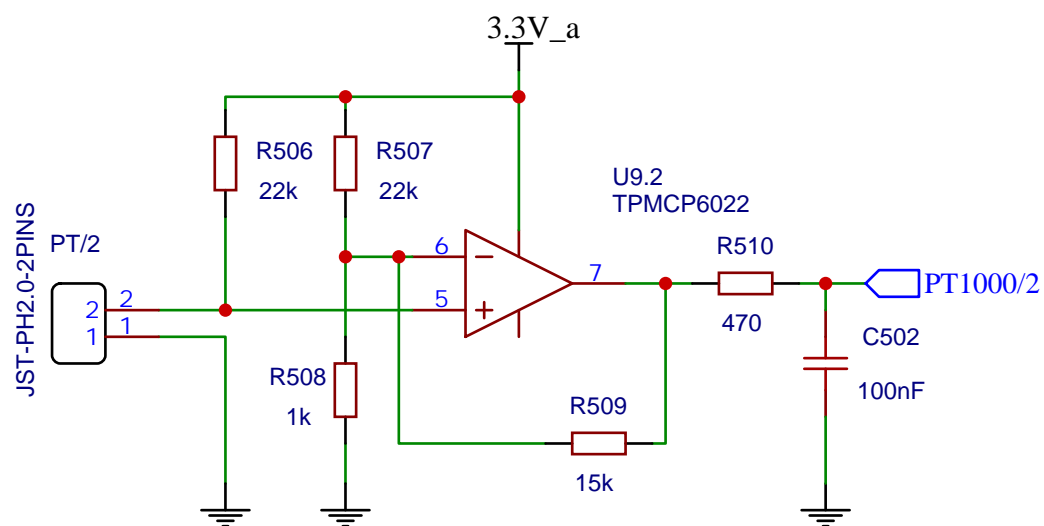 3.3V_a
R506
22k
R507
22k
U9.2
TPMCP6022
JST-PH2.0-2PINS
PT/2
2
2
1
1
6
5
7
R510
470
PT1000/2
C502
100nF
R508
1k
R509
15k